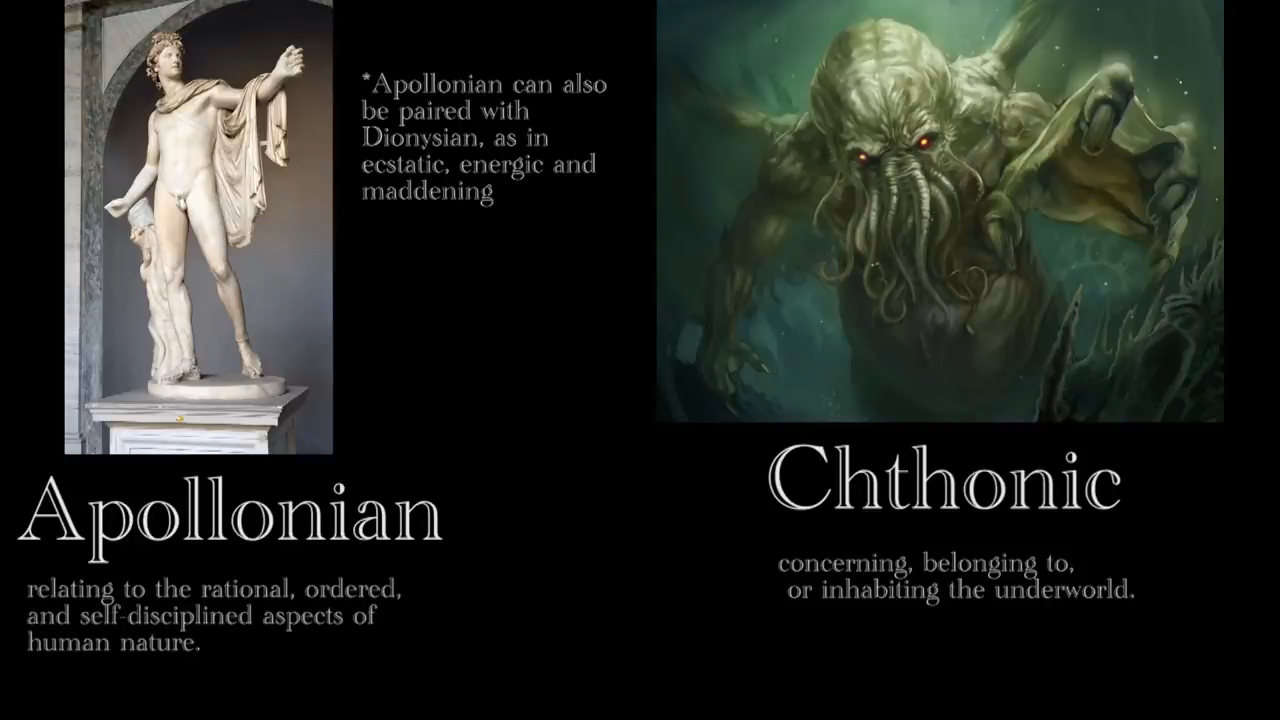 *Apollonian can also
be paired with
Dionysian, as in
ecstatic, energic and
maddening
Apollonian
relating to the rational, ordered,
and self-disciplined aspects of
human nature.
Chthonic
concerning, belonging to,
or inhabiting the underworld.